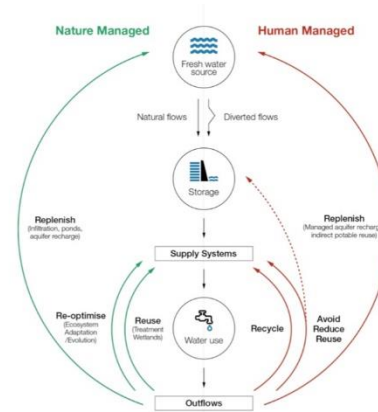 Nature Managed
Human Managed
Fresh water
source
Natural flows
Diverted flows
Storage
Replenish
(Infiltration, ponds,
aquifer recharge)
Replenish
(Managed aquifer recharg
indirect potable reuse)
Supply Systems
Re-optimise
(Ecosystem
Adaptation
/Evolution)
Reuse
(Treatment
Wetlands)
Water use
Recycle
Avoid
Reduce
Reuse
Outflows